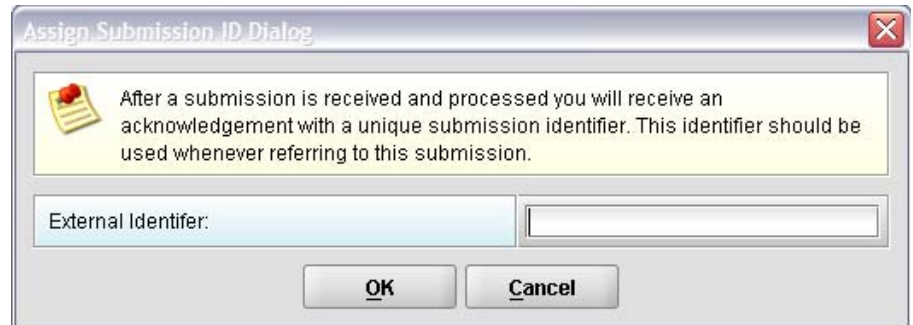 Assign Submission ID Dialog
After a submission is received and processed you will receive an
acknowledgement with a unique submission identifier. This identifier should be
used whenever referring to this submission.
External Identifer:
OK Cancel